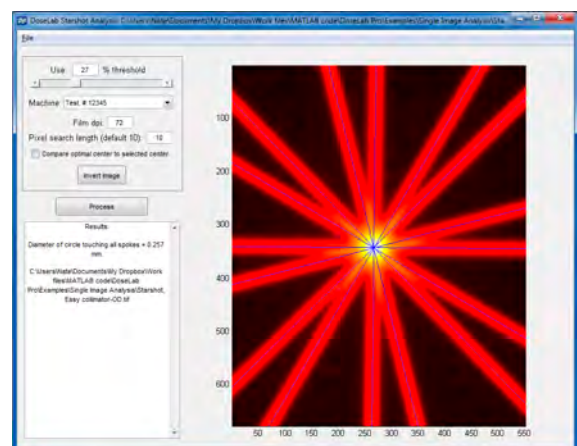 DoseLab Starshot Analysis C:\Users\Nate\Documents\My Dropbox\Work files\MATLAB code\DoseLab Pro\Examples\Single Image Analysis\Stars...
File
Use 27 % threshold
Machine Test, # 12345
Film dpi: 72
Pixel search length (default 10): 10
Compare optimal center to selected center
Invert image
Process
Results:
Diameter of circle touching all spokes = 0.257
mm
C:\Users\Nate\Documents\My Dropbox\Work
files\MATLAB code\DoseLab
Pro\Examples\Single Image Analysis\Starshot,
Easy collimator-OD.tif
100
200
300
400
500
600
50 100 150 200 250 300 350 400 450 500 550